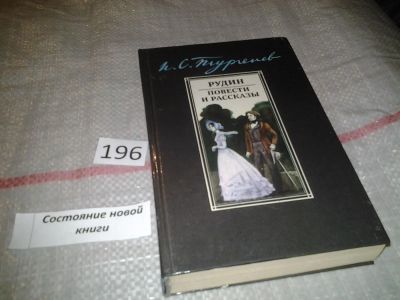 И.С. Тургенев
РУДИН
ПОВЕСТИ
И РАССКАЗЫ
196
Состояние новой
книги